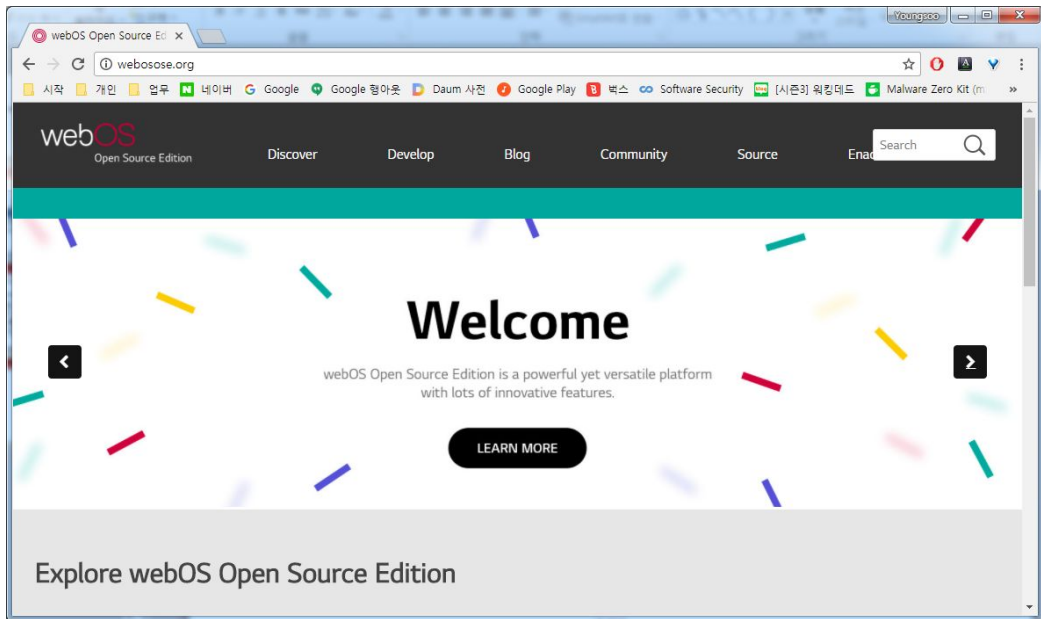 Youngsoo
webOS Open Source Ed
webosose.org
시작 개인 업무 네이버 Google Google 행아웃 Daum 사전 Google Play 벅스 Software Security [시즌3] 워킹데드 Malware Zero Kit (m
webOS
Open Source Edition
Discover Develop Blog Community Source Enac
Search
Welcome
webOS Open Source Edition is a powerful yet versatile platform
with lots of innovative features.
LEARN MORE
Explore webOS Open Source Edition